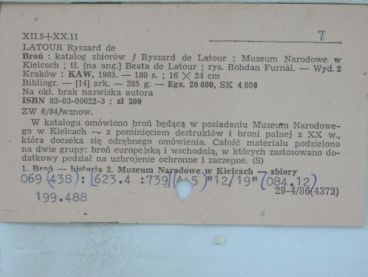 XII.5+XX.11
7
LATOUR Ryszard de
Broń : katalog zbiorów / Ryszard de Latour ; Muzeum Narodowe w
Kielcach ; tł. [na ang.] Beata de Latour ; rys. Bohdan Furnal. — Wyd. 2
Kraków : KAW, 1983. — 180 s. ; 16 × 24 cm
Bibliogr. — [14] ark. — 385 g. — Egz. 20 000, SK 4 800
Na okł. brak nazwiska autora
ISBN 83-03-00622-3 : zł 300
ZW 6/84/wznow.
W katalogu omówiono broń będącą w posiadaniu Muzeum Narodowe-
go w Kielcach — z pominięciem destruktów i broni palnej z XX w.,
która doczeka się odrębnego omówienia. Całość materiału podzielono
na dwie grupy: broń europejską i wschodnią, w których zastosowano do-
datkowy podział na uzbrojenie ochronne i zaczepne. (S)
1. Broń — historia 2. Muzeum Narodowe w Kielcach — zbiory
069(438):(623.4 :739)(4+5)"12/19"(084.12)
29-4/86(4372)
199.488